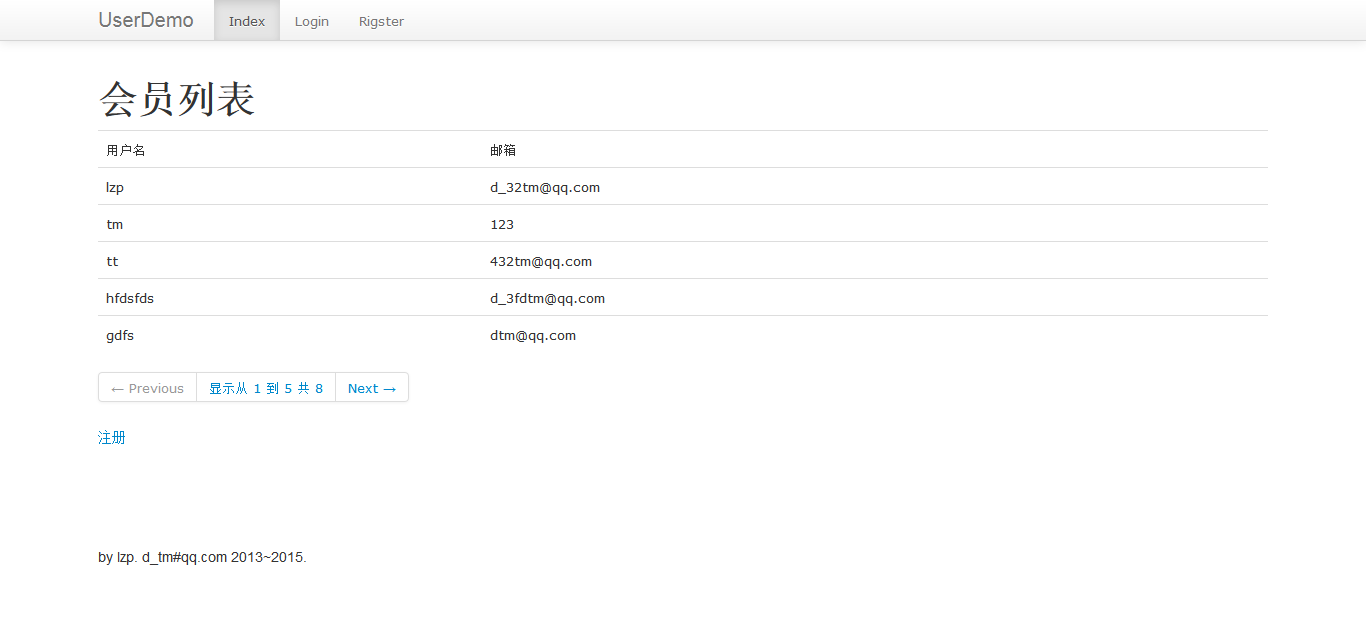 UserDemo Index Login Rigster
会员列表
用户名 邮箱
lzp d_32tm@qq.com
tm 123
tt 432tm@qq.com
hfdsfds d_3fdtm@qq.com
gdfs dtm@qq.com
← Previous 显示从 1 到 5 共 8 Next →
注册
by lzp. d_tm#qq.com 2013~2015.